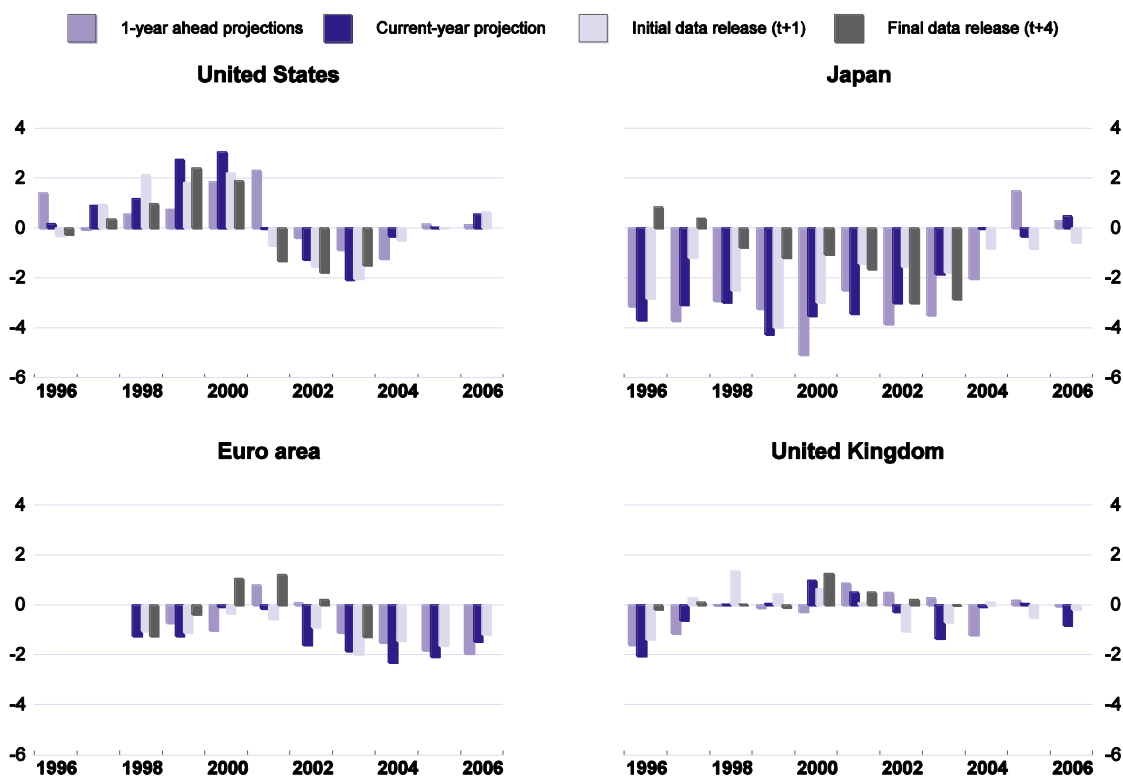 1-year ahead projections Current-year projection Initial data release (t+1) Final data release (t+4)
United States Japan
4 4
2 2
0 0
-2 -2
-4 -4
-6 -6
1996 1998 2000 2002 2004 2006 1996 1998 2000 2002 2004 2006
Euro area United Kingdom
4 4
2 2
0 0
-2 -2
-4 -4
-6 -6
1996 1998 2000 2002 2004 2006 1996 1998 2000 2002 2004 2006